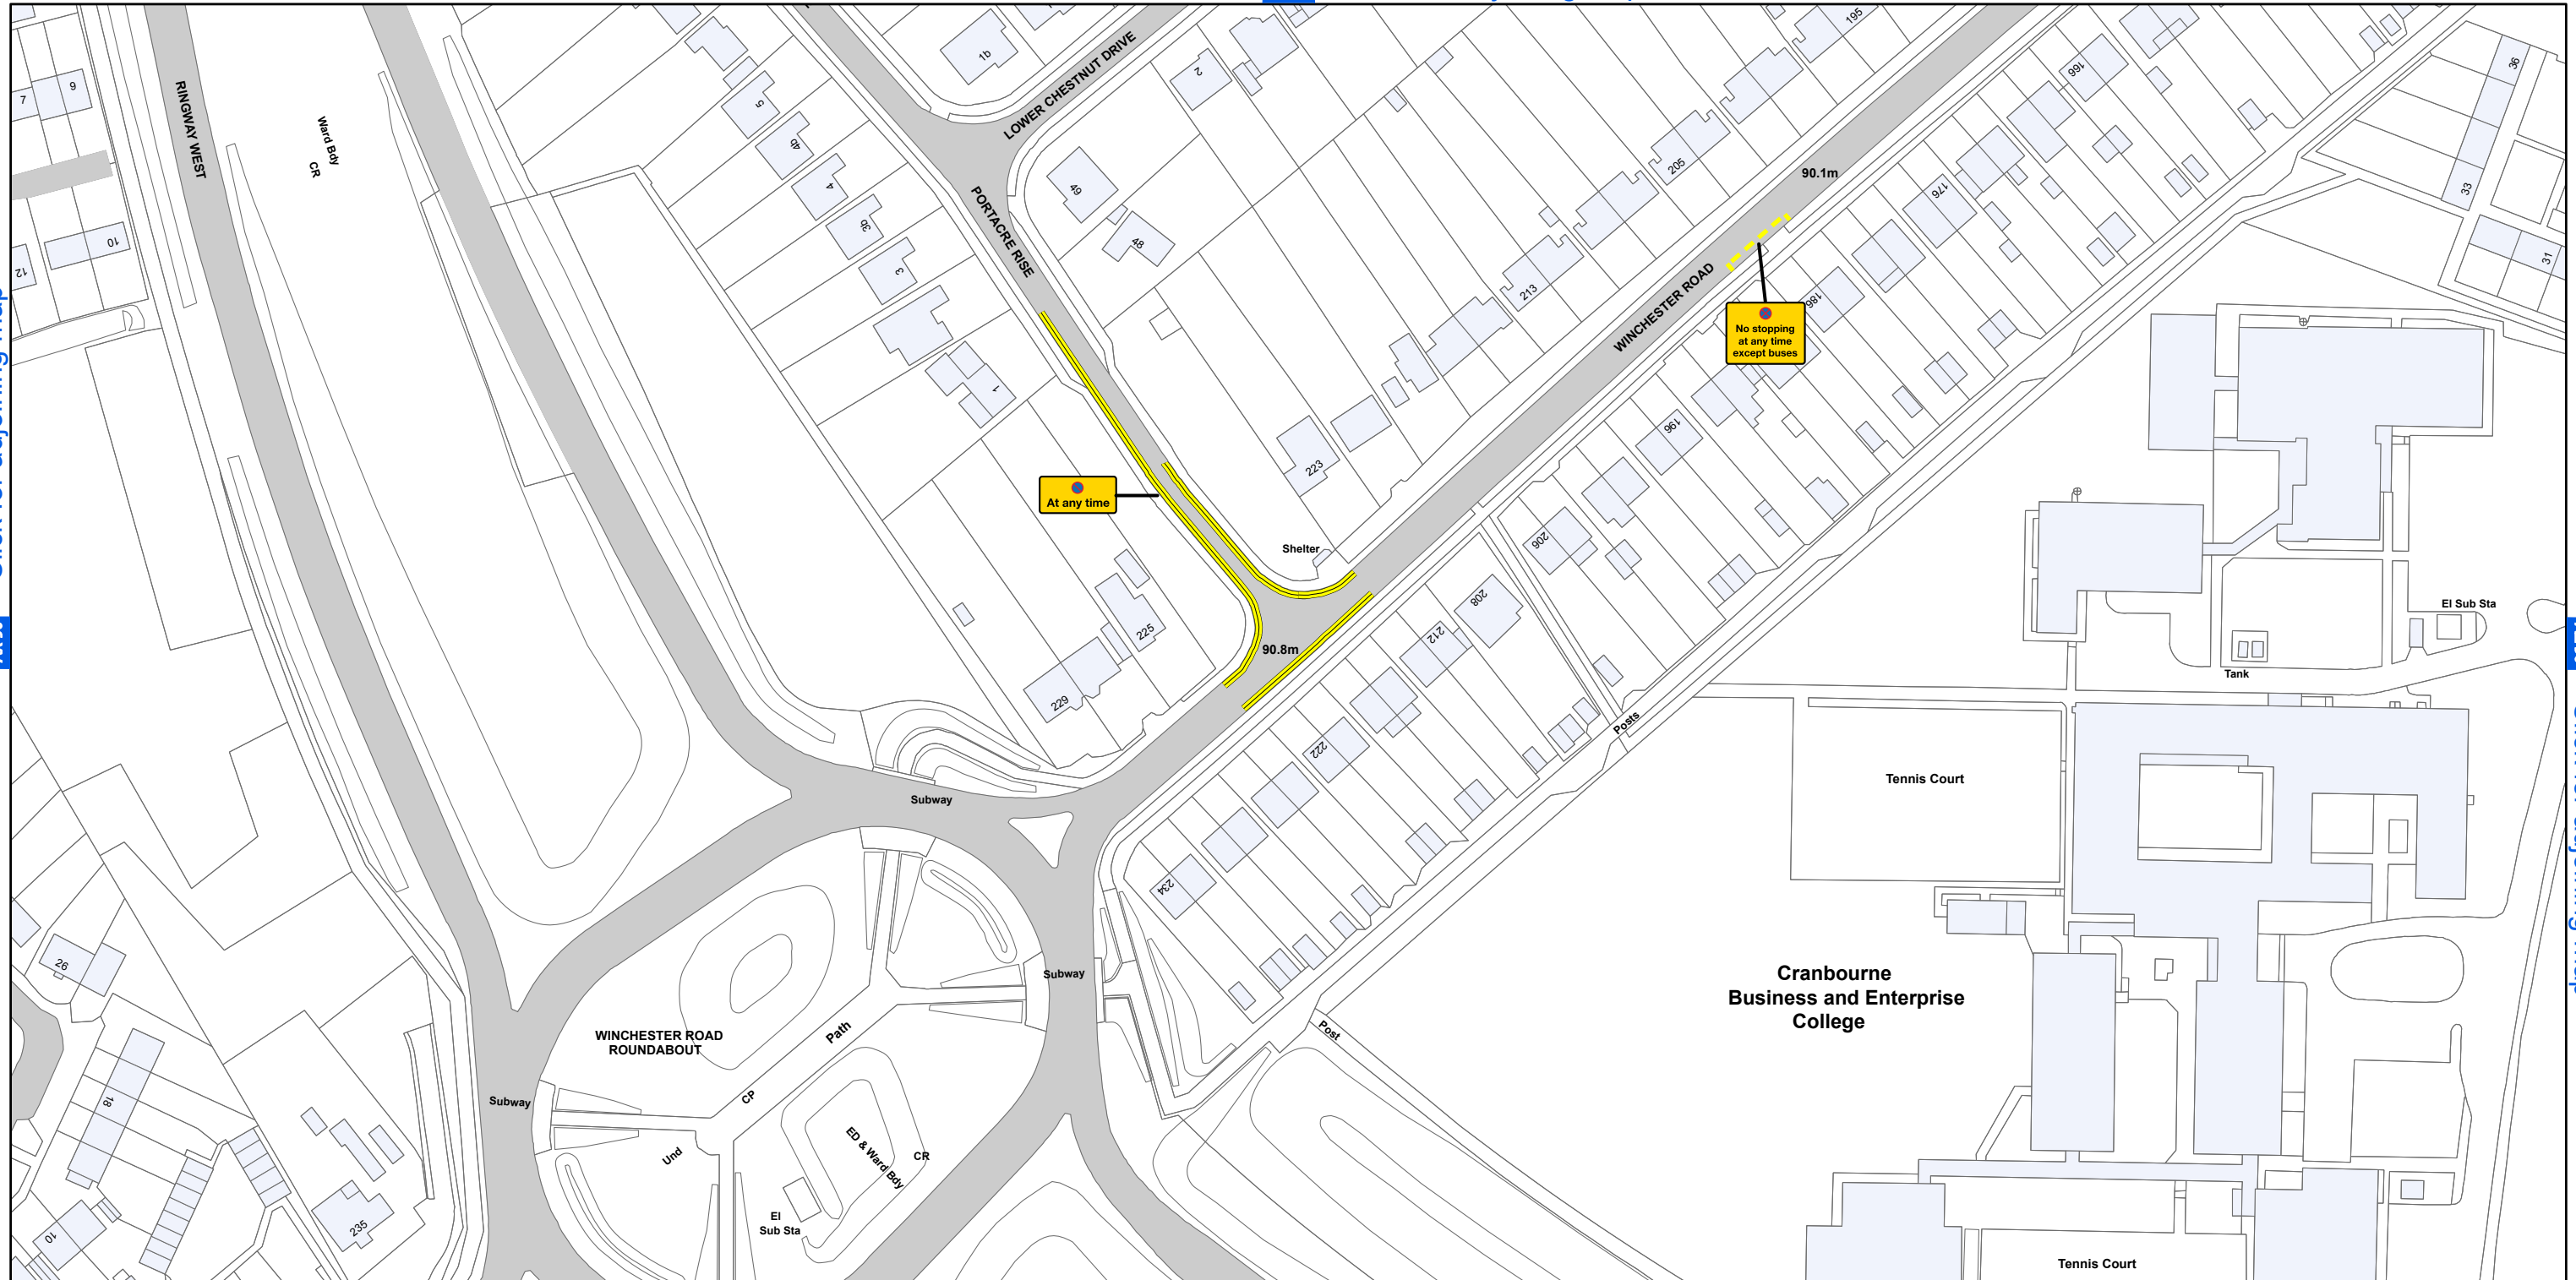 195
1b
2
36
RINGWAY WEST
LOWER CHESTNUT DRIVE
166
7
9
5
Ward Bdy
CR
4b
205
90.1m
4
49
PORTACRE RISE
176
33
3b
48
10
12
3
31
213
WINCHESTER ROAD
186
No stopping
at any time
except buses
1
196
223
At any time
Shelter
206
208
El Sub Sta
225
212
90.8m
Tank
229
Posts
222
Tennis Court
Subway
234
26
Subway
Cranbourne
Business and Enterprise
College
WINCHESTER ROAD
ROUNDABOUT
Path
Post
Subway
CP
18
ED & Ward Bdy
CR
Und
El
Sub Sta
235
10
Tennis Court